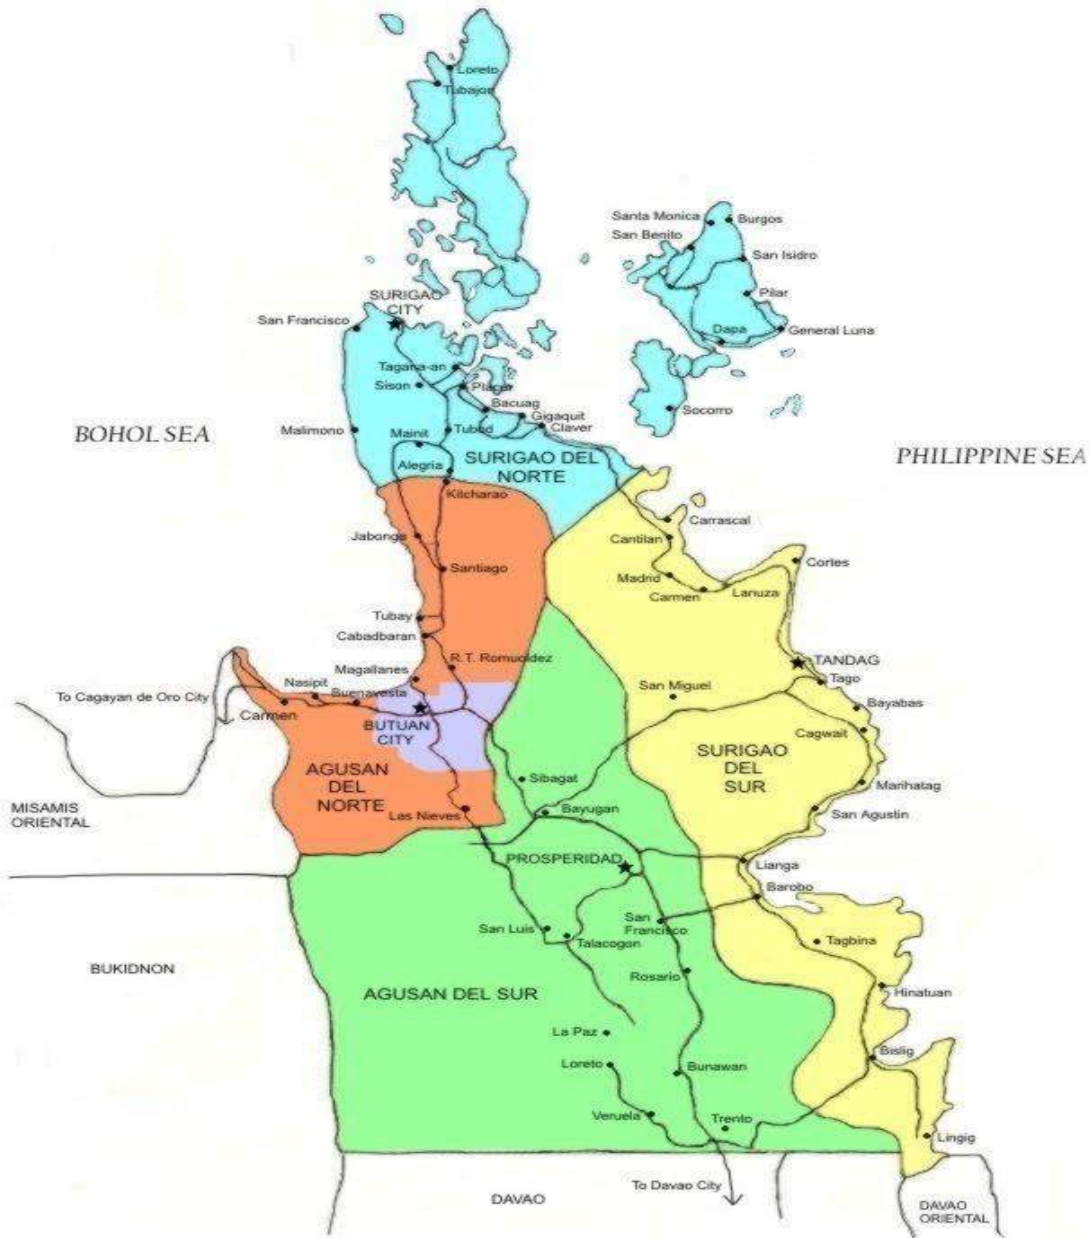 Loreto
Tubajon
Santa Monica
Burgos
San Benito
San Isidro
Pilar
SURIGAO
CITY
San Francisco
General Luna
Dapa
Tagana-an
Sison
Placer
Bacuag
Gigaquit
Socorro
Claver
Malimono
Mainit
Tubod
BOHOL SEA
PHILIPPINE SEA
SURIGAO DEL
NORTE
Alegria
Kitcharao
Carrascal
Jabonga
Cantilan
Cortes
Santiago
Madrid
Carmen
Lanuza
Tubay
Cabadbaran
R.T. Romuoldez
TANDAG
Magallanes
Tago
Nasipit
San Miguel
To Cagayan de Oro City
Buenavesta
Bayabas
Carmen
BUTUAN
CITY
Cagwait
SURIGAO
DEL
SUR
AGUSAN
DEL
NORTE
Sibagat
Marihatag
MISAMIS
ORIENTAL
Las Nieves
Bayugan
San Agustin
PROSPERIDAD
Lianga
Barobo
San
Francisco
San Luis
Talacogon
Tagbina
BUKIDNON
Rosario
AGUSAN DEL SUR
Hinatuan
La Paz
Bislig
Loreto
Bunawan
Veruela
Trento
Lingig
To Davao City
DAVAO
DAVAO
ORIENTAL